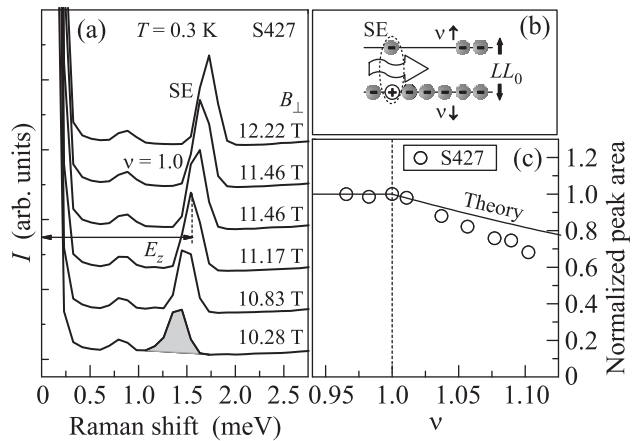 (a)
T = 0.3 K
S427
SE
B⊥
12.22 T
ν = 1.0
11.46 T
11.46 T
11.17 T
E_z
10.83 T
10.28 T
I (arb. units)
0 0.5 1.0 1.5 2.0 2.5
Raman shift (meV)
SE
ν↑
(b)
LL₀
ν↓
S427
(c)
Theory
1.2
1.0
0.8
0.6
0.4
0.2
0
Normalized peak area
0.95 1.0 1.05 1.10
ν